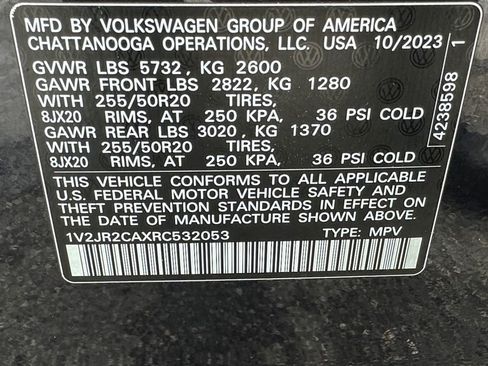 MFD BY VOLKSWAGEN GROUP OF AMERICA
CHATTANOOGA OPERATIONS, LLC, USA 10/2023
GVWR LBS 5732, KG 2600
GAWR FRONT LBS 2822, KG 1280
WITH 255/50R20 TIRES,
8JX20 RIMS, AT 250 KPA, 36 PSI COLD
GAWR REAR LBS 3020, KG 1370
WITH 255/50R20 TIRES,
8JX20 RIMS, AT 250 KPA, 36 PSI COLD
THIS VEHICLE CONFORMS TO ALL APPLICABLE
U.S. FEDERAL MOTOR VEHICLE SAFETY AND
THEFT PREVENTION STANDARDS IN EFFECT ON
THE DATE OF MANUFACTURE SHOWN ABOVE.
1V2JR2CAXRC532053 TYPE: MPV
4238598 1